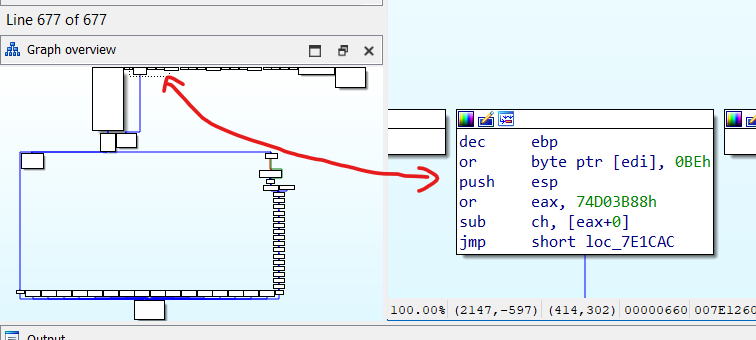 Line 677 of 677
Graph overview
dec ebp
or byte ptr [edi], 0BEh
push esp
or eax, 74D03B88h
sub ch, [eax+0]
jmp short loc_7E1CAC
100.00% (2147,-597) (414,302) 00000660 007E1260